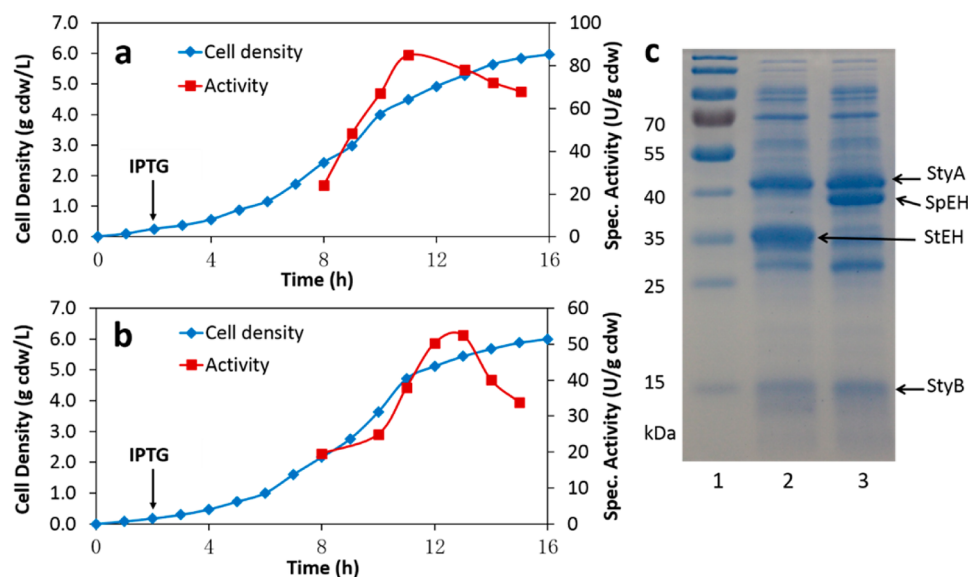 a
Cell density
Activity
IPTG
Cell Density (g cdw/L)
7.0
6.0
5.0
4.0
3.0
2.0
1.0
0.0
100
80
60
40
20
0
Spec. Activity (U/g cdw)
0 4 8 12 16
Time (h)
b
Cell density
Activity
IPTG
Cell Density (g cdw/L)
7.0
6.0
5.0
4.0
3.0
2.0
1.0
0.0
60
50
40
30
20
10
0
Spec. Activity (U/g cdw)
0 4 8 12 16
Time (h)
c
70
55
40
35
25
15
kDa
StyA
SpEH
StEH
StyB
1 2 3